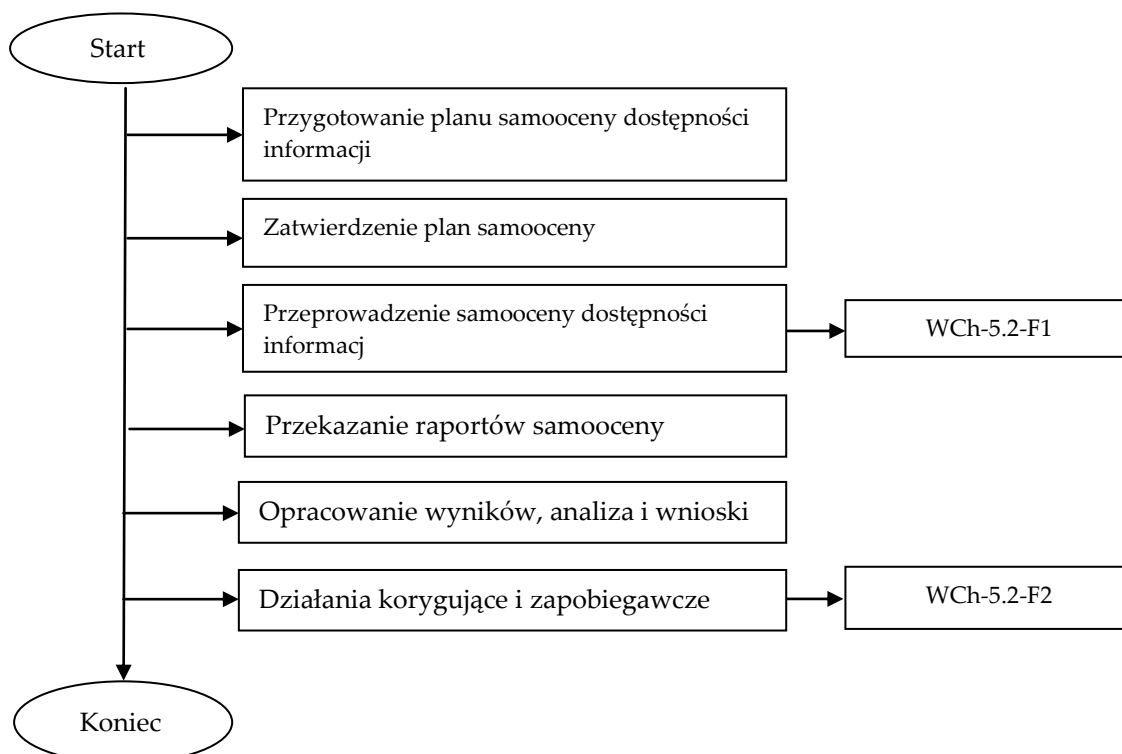 Start
Przygotowanie planu samooceny dostępności
informacji
Zatwierdzenie plan samooceny
Przeprowadzenie samooceny dostępności
informacj
WCh-5.2-F1
Przekazanie raportów samooceny
Opracowanie wyników, analiza i wnioski
Działania korygujące i zapobiegawcze
WCh-5.2-F2
Koniec